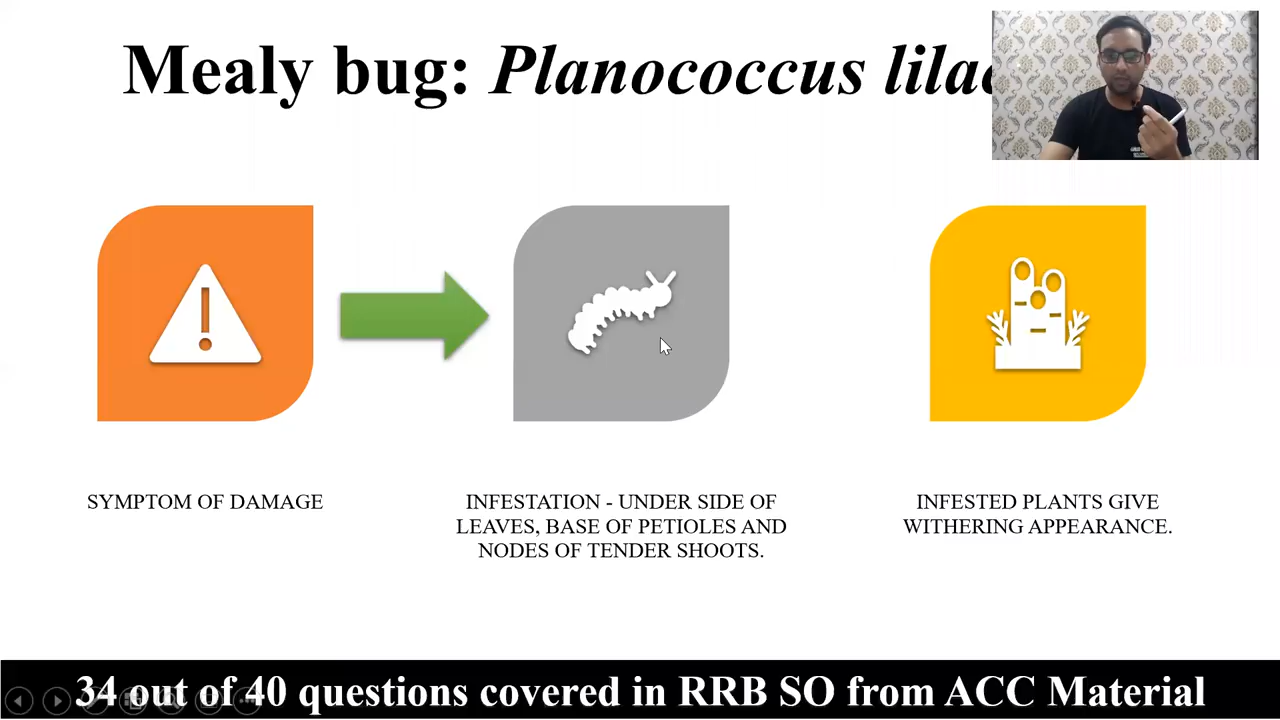 Mealy bug: Planococcus
SYMPTOM OF DAMAGE
INFESTATION - UNDER SIDE OF
LEAVES, BASE OF PETIOLES AND
NODES OF TENDER SHOOTS.
INFESTED PLANTS GIVE
WITHERING APPEARANCE.
34 out of 40 questions covered in RRB SO from ACC Material